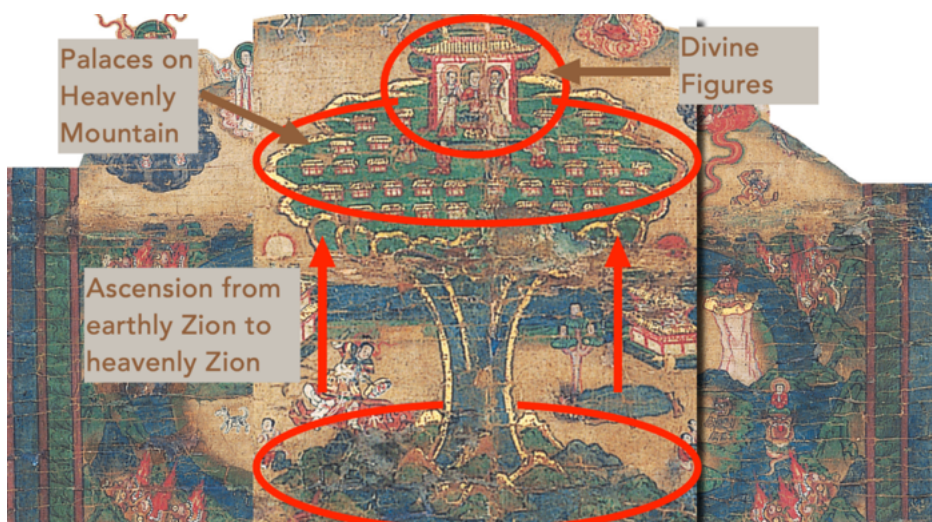 Palaces on
Heavenly
Mountain
Divine
Figures
Ascension from
earthly Zion to
heavenly Zion